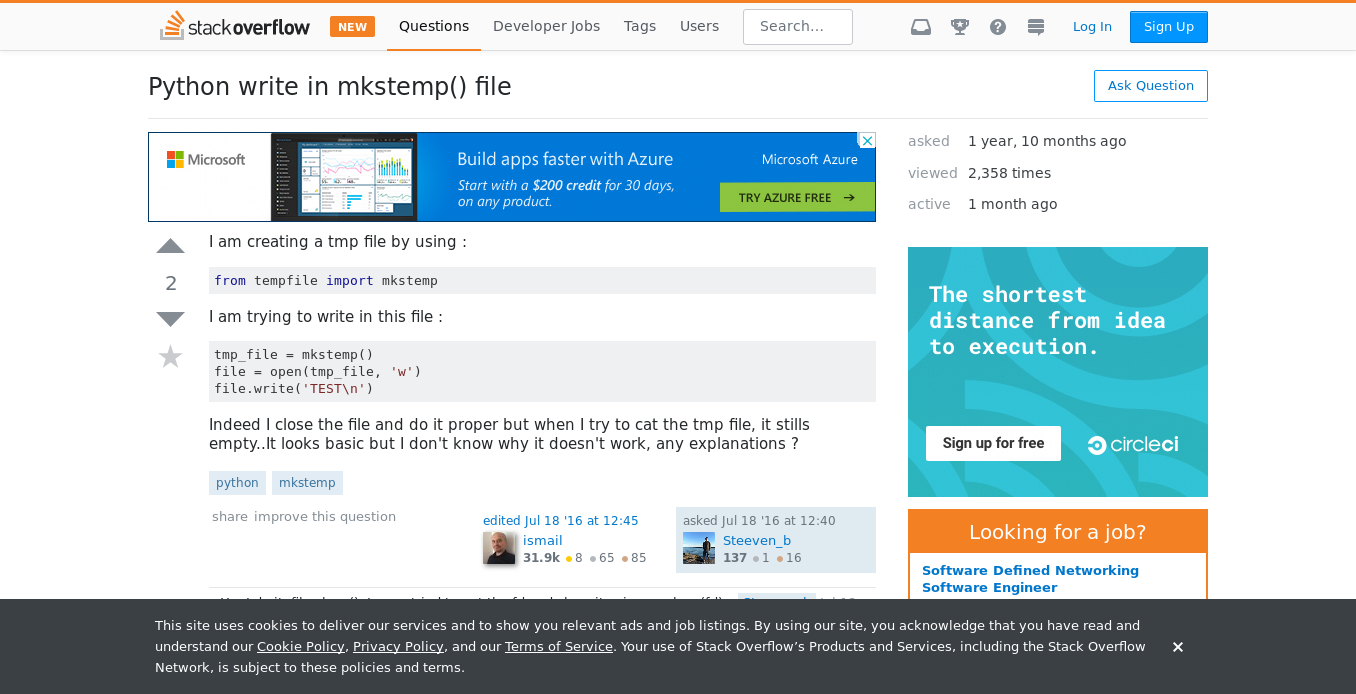 stackoverflow NEW Questions Developer Jobs Tags Users Search... Log In Sign Up
Python write in mkstemp() file
Ask Question
Microsoft
Build apps faster with Azure
Start with a $200 credit for 30 days,
on any product.
Microsoft Azure
TRY AZURE FREE →
asked 1 year, 10 months ago
viewed 2,358 times
active 1 month ago
2
I am creating a tmp file by using :
from tempfile import mkstemp
I am trying to write in this file :
tmp_file = mkstemp()
file = open(tmp_file, 'w')
file.write('TEST\n')
Indeed I close the file and do it proper but when I try to cat the tmp file, it stills
empty..It looks basic but I don't know why it doesn't work, any explanations ?
python mkstemp
share improve this question
edited Jul 18 '16 at 12:45
ismail
31.9k 8 65 85
asked Jul 18 '16 at 12:40
Steeven_b
137 1 16
The shortest
distance from idea
to execution.
Sign up for free
circleci
Looking for a job?
Software Defined Networking
Software Engineer
This site uses cookies to deliver our services and to show you relevant ads and job listings. By using our site, you acknowledge that you have read and
understand our Cookie Policy, Privacy Policy, and our Terms of Service. Your use of Stack Overflow’s Products and Services, including the Stack Overflow
Network, is subject to these policies and terms.